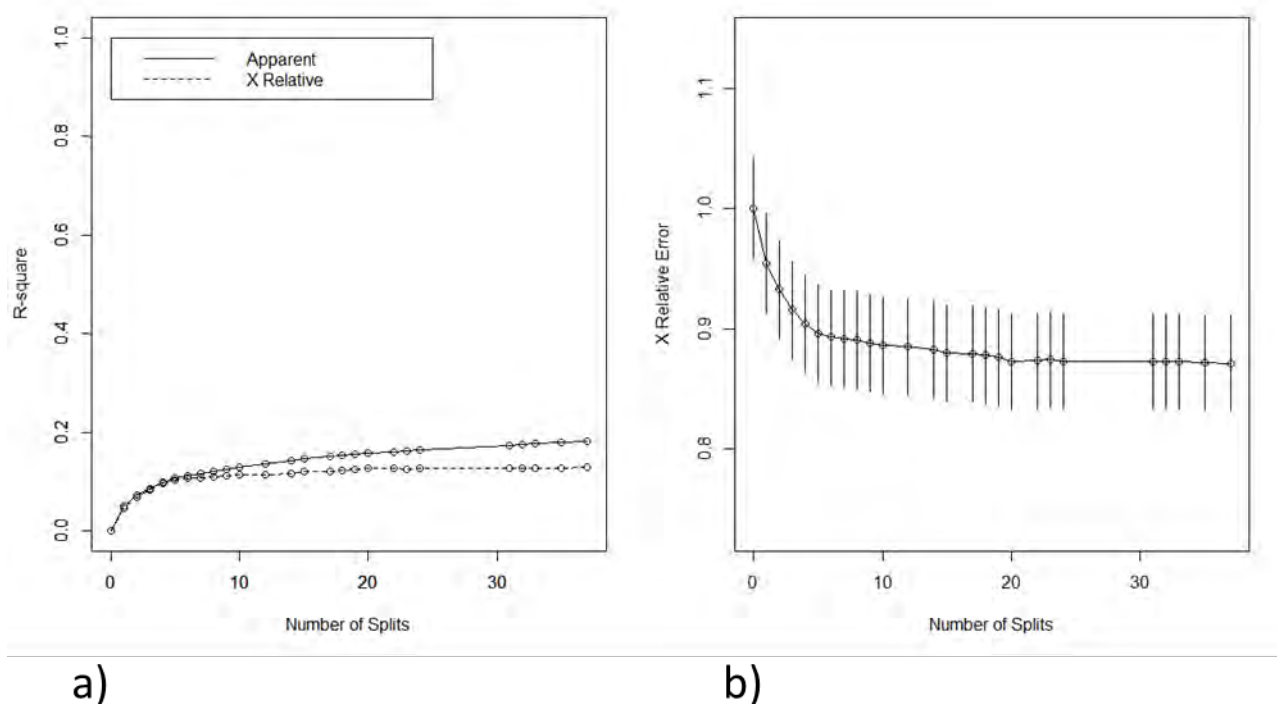 1.0
0.8
0.6
0.4
0.2
0.0
R-square
Apparent
X Relative
0 10 20 30
Number of Splits
a)
1.1
1.0
0.9
0.8
X Relative Error
0 10 20 30
Number of Splits
b)